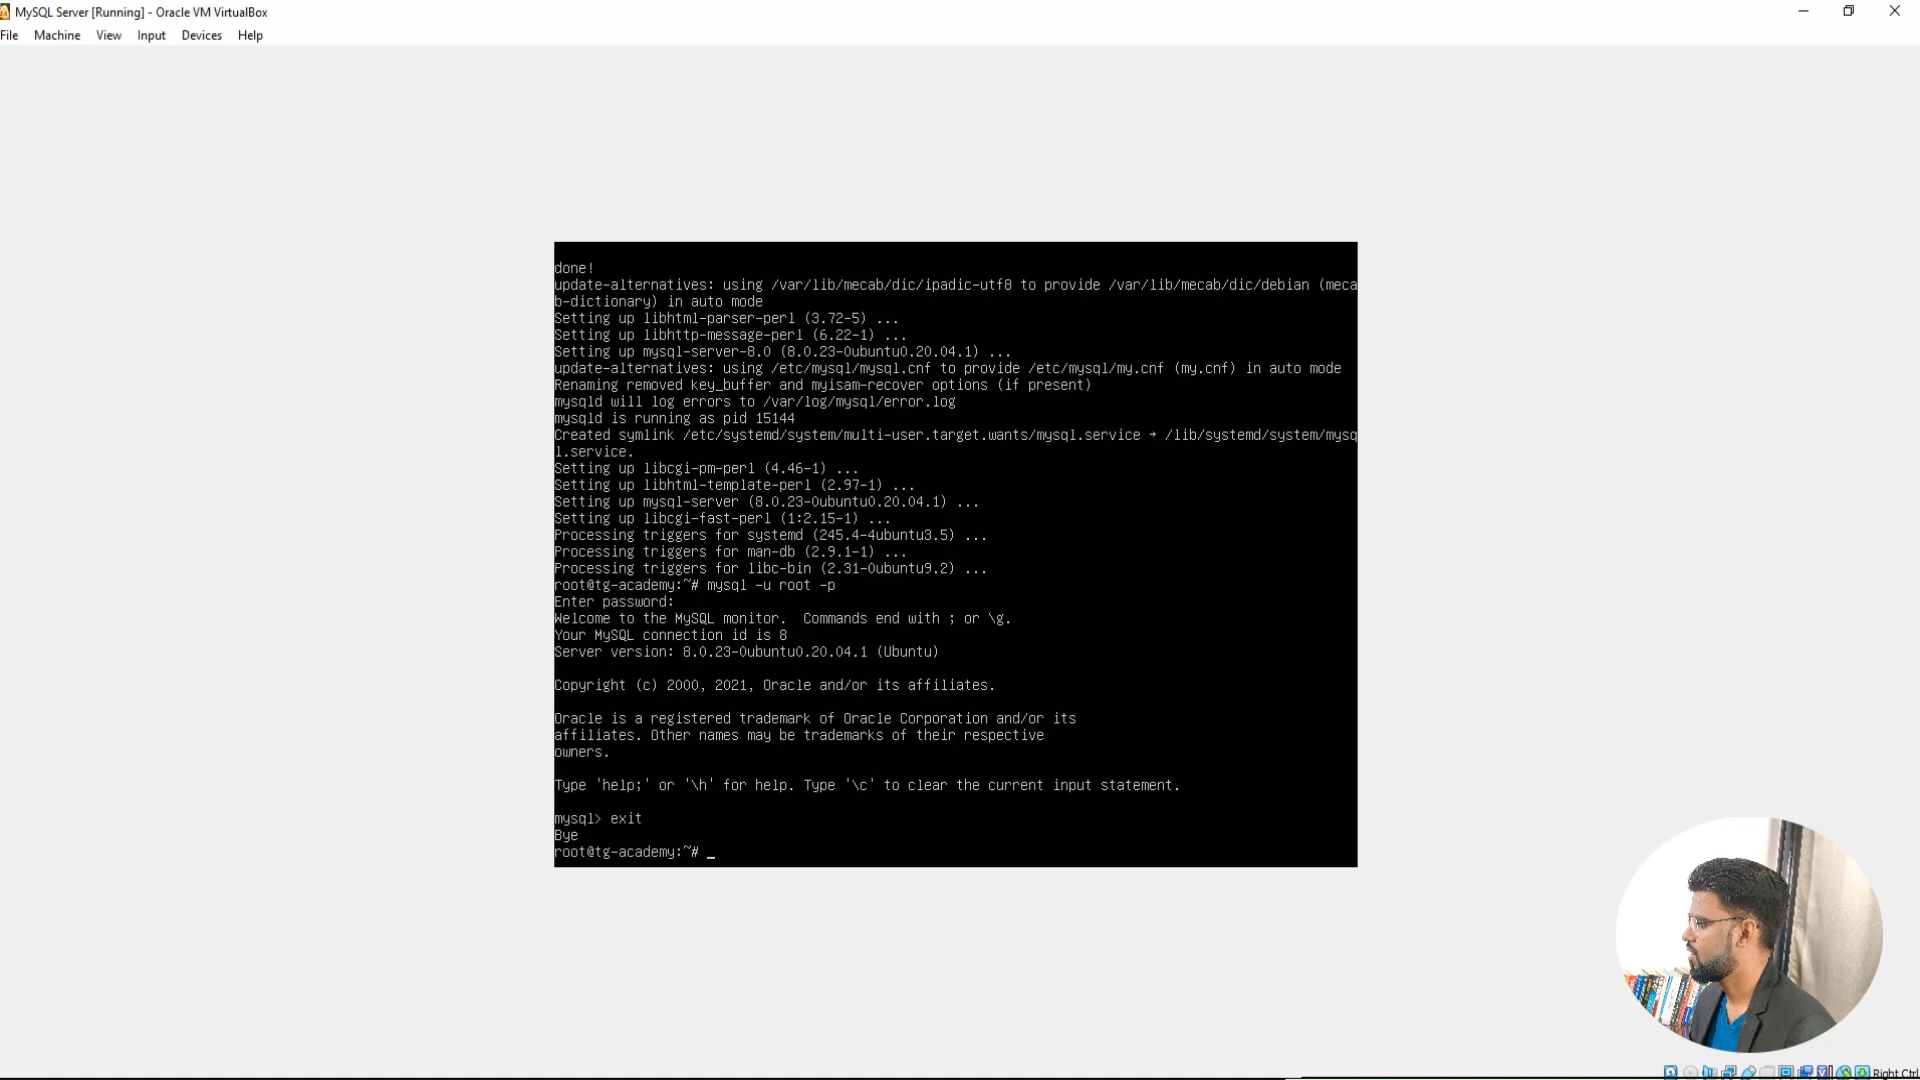 MySQL Server [Running] - Oracle VM VirtualBox
File Machine View Input Devices Help
done!
update-alternatives: using /var/lib/mecab/dic/ipadic-utf8 to provide /var/lib/mecab/dic/debian (meca
b-dictionary) in auto mode
Setting up libhtml-parser-perl (3.72-5) ...
Setting up libhttp-message-perl (6.22-1) ...
Setting up mysql-server-8.0 (8.0.23-0ubuntu0.20.04.1) ...
update-alternatives: using /etc/mysql/mysql.cnf to provide /etc/mysql/my.cnf (my.cnf) in auto mode
Renaming removed key_buffer and myisam-recover options (if present)
mysqld will log errors to /var/log/mysql/error.log
mysqld is running as pid 15144
Created symlink /etc/systemd/system/multi-user.target.wants/mysql.service → /lib/systemd/system/mysq
l.service.
Setting up libcgi-pm-perl (4.46-1) ...
Setting up libhtml-template-perl (2.97-1) ...
Setting up mysql-server (8.0.23-0ubuntu0.20.04.1) ...
Setting up libcgi-fast-perl (1:2.15-1) ...
Processing triggers for systemd (245.4-4ubuntu3.5) ...
Processing triggers for man-db (2.9.1-1) ...
Processing triggers for libc-bin (2.31-0ubuntu9.2) ...
root@tg-academy:~# mysql -u root -p
Enter password:
Welcome to the MySQL monitor.  Commands end with ; or \g.
Your MySQL connection id is 8
Server version: 8.0.23-0ubuntu0.20.04.1 (Ubuntu)
Copyright (c) 2000, 2021, Oracle and/or its affiliates.
Oracle is a registered trademark of Oracle Corporation and/or its
affiliates. Other names may be trademarks of their respective
owners.
Type 'help;' or '\h' for help. Type '\c' to clear the current input statement.
mysql> exit
Bye
root@tg-academy:~# _
Right Ctrl